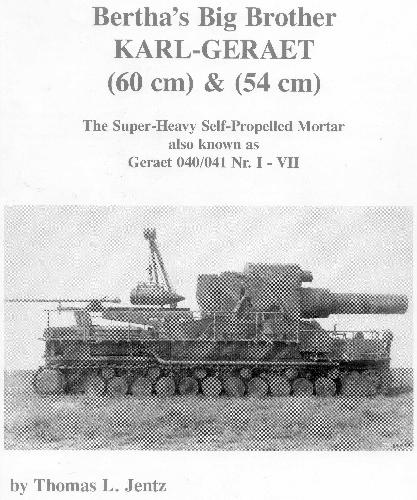 Bertha's Big Brother
KARL-GERAET
(60 cm) & (54 cm)
The Super-Heavy Self-Propelled Mortar
also known as
Geraet 040/041 Nr. I - VII
by Thomas L. Jentz